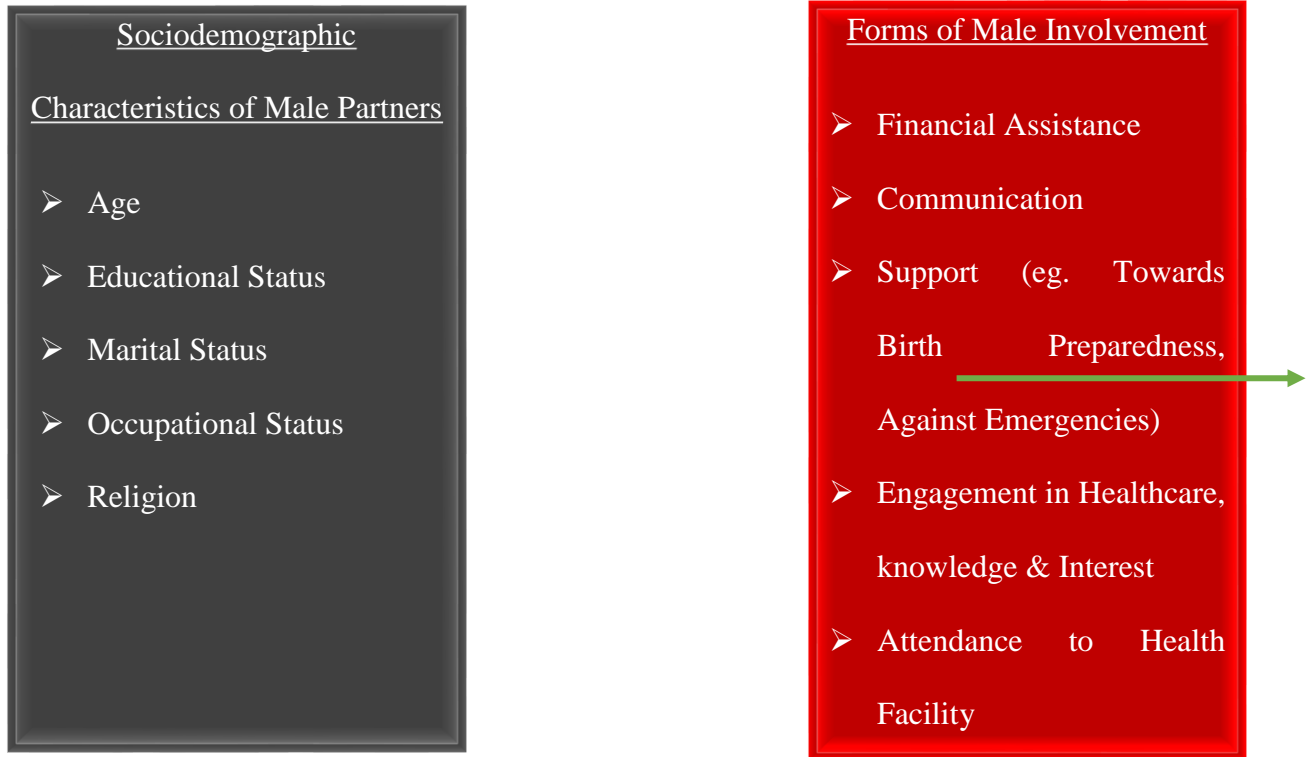 Sociodemographic
Characteristics of Male Partners
➢ Age
➢ Educational Status
➢ Marital Status
➢ Occupational Status
➢ Religion
Forms of Male Involvement
➢ Financial Assistance
➢ Communication
➢ Support (eg. Towards
Birth Preparedness,
Against Emergencies)
➢ Engagement in Healthcare,
knowledge & Interest
➢ Attendance to Health
Facility